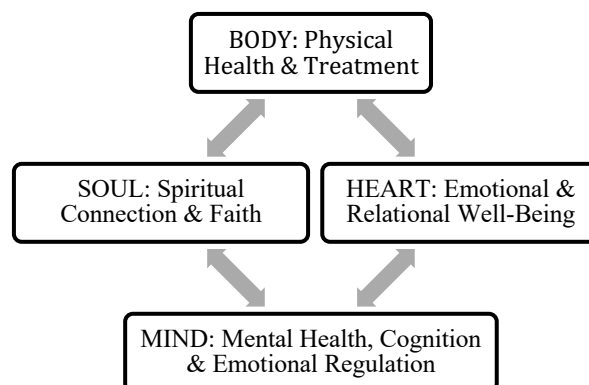 BODY: Physical
Health & Treatment
SOUL: Spiritual
Connection & Faith
HEART: Emotional &
Relational Well-Being
MIND: Mental Health, Cognition
& Emotional Regulation